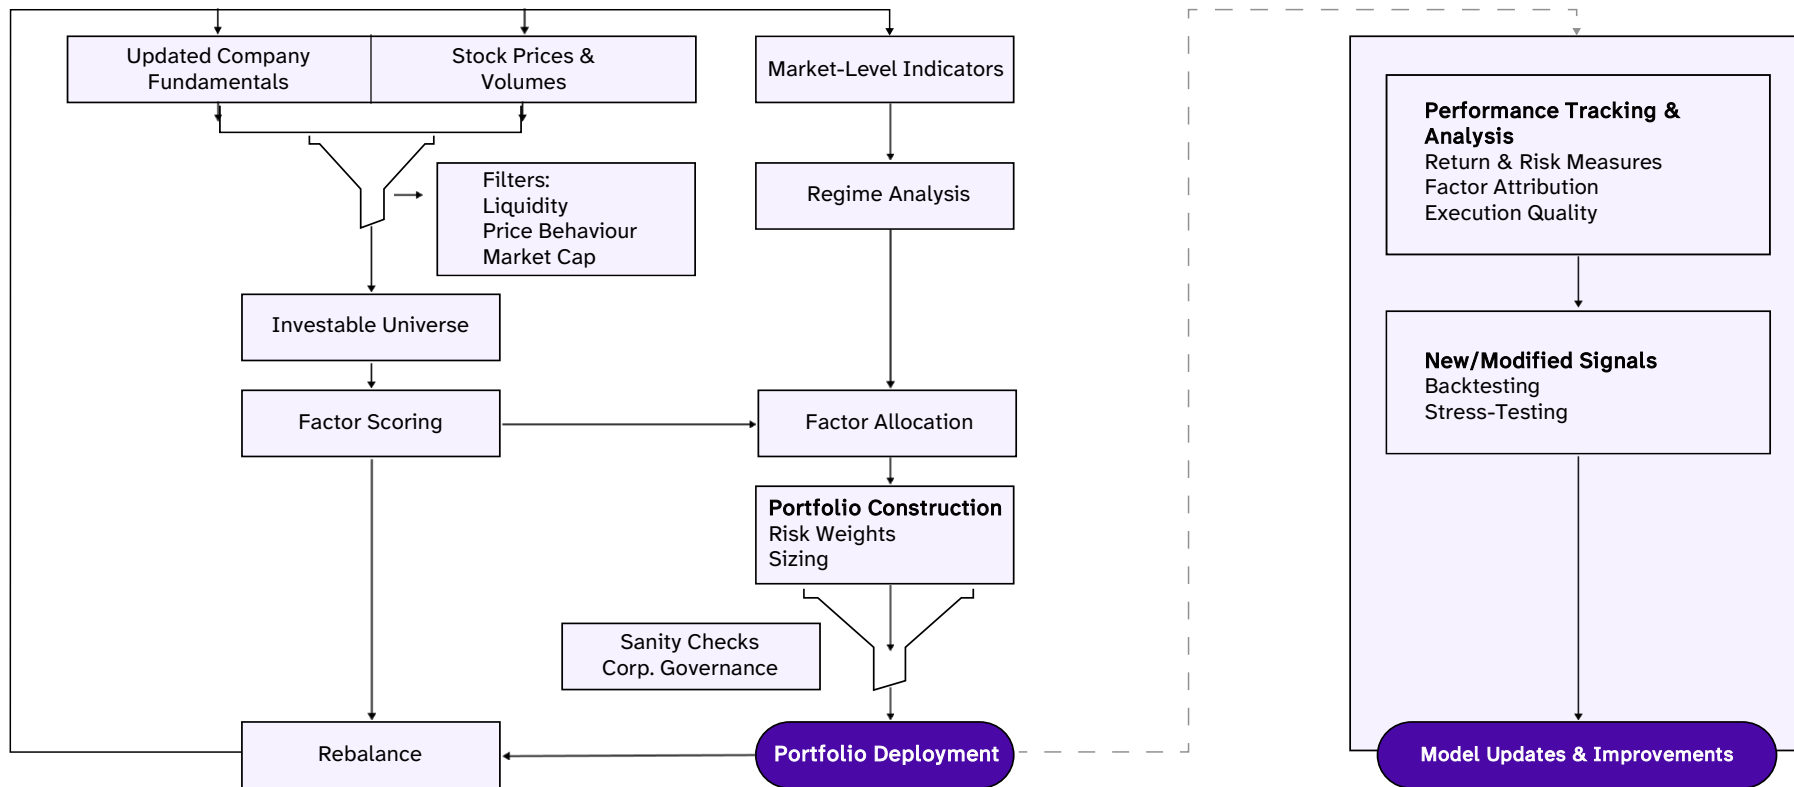 Updated Company
Fundamentals
Stock Prices &
Volumes
Market-Level Indicators
Filters:
Liquidity
Price Behaviour
Market Cap
Regime Analysis
Investable Universe
Factor Scoring
Factor Allocation
Portfolio Construction
Risk Weights
Sizing
Sanity Checks
Corp. Governance
Rebalance
Portfolio Deployment
Performance Tracking &
Analysis
Return & Risk Measures
Factor Attribution
Execution Quality
New/Modified Signals
Backtesting
Stress-Testing
Model Updates & Improvements